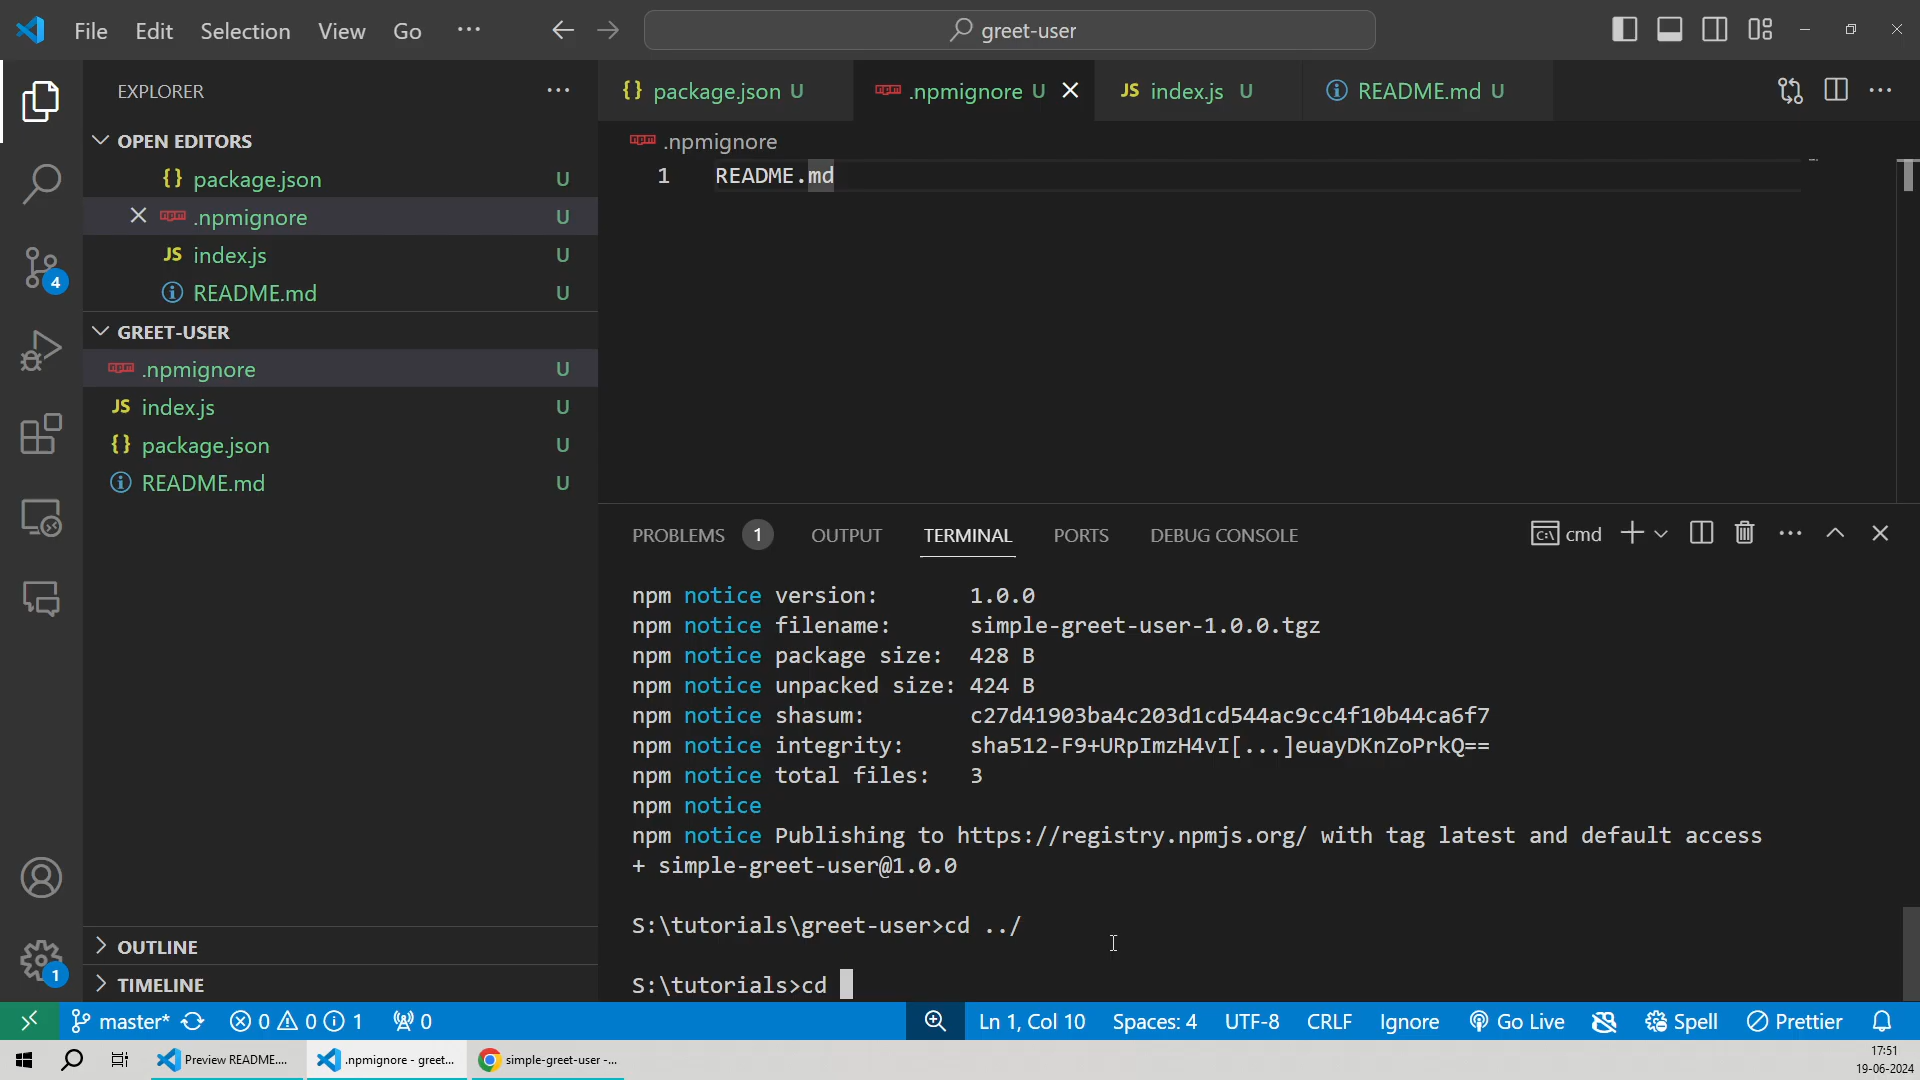 File Edit Selection View Go ··· greet-user
EXPLORER ···
OPEN EDITORS
{} package.json U
.npmignore U
JS index.js U
README.md U
GREET-USER
.npmignore U
JS index.js U
{} package.json U
README.md U
OUTLINE
TIMELINE
4
1
{} package.json U .npmignore U JS index.js U README.md U ···
.npmignore
1 README.md
PROBLEMS 1 OUTPUT TERMINAL PORTS DEBUG CONSOLE cmd ···
npm notice version: 1.0.0
npm notice filename: simple-greet-user-1.0.0.tgz
npm notice package size: 428 B
npm notice unpacked size: 424 B
npm notice shasum: c27d41903ba4c203d1cd544ac9cc4f10b44ca6f7
npm notice integrity: sha512-F9+URpImzH4vI[...]euayDKnZoPrkQ==
npm notice total files: 3
npm notice
npm notice Publishing to https://registry.npmjs.org/ with tag latest and default access
+ simple-greet-user@1.0.0
S:\tutorials\greet-user>cd ../
S:\tutorials>cd
master* 0 0 1 0 Ln 1, Col 10 Spaces: 4 UTF-8 CRLF Ignore Go Live Spell Prettier
Preview README.... .npmignore - greet... simple-greet-user -...
17:51
19-06-2024